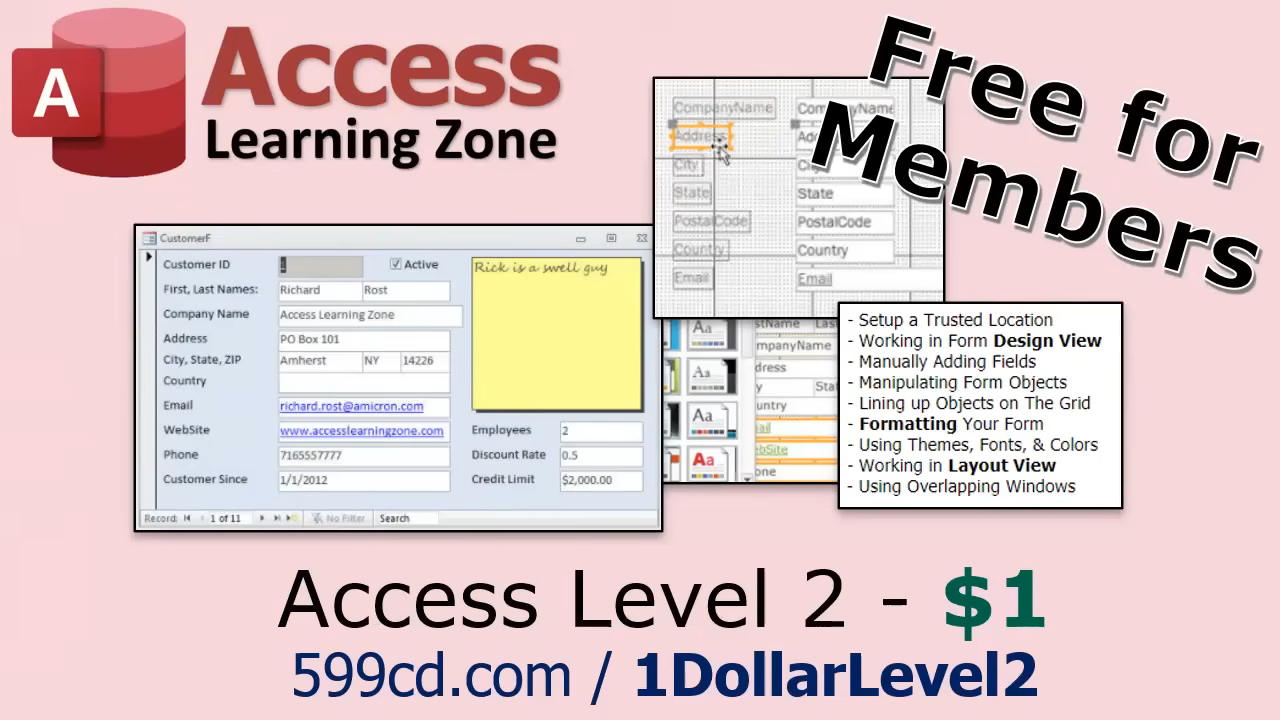 A
Access
Learning Zone
Free for
Members
CompanyName CompanyName
Address
City
State State
PostalCode PostalCode
Country Country
Email Email
CustomerF
Customer ID 1 Active
First, Last Names: Richard Rost
Company Name Access Learning Zone
Address PO Box 101
City, State, ZIP Amherst NY 14226
Country
Email richard.rost@amicron.com
WebSite www.accesslearningzone.com
Phone 7165557777
Customer Since 1/1/2012
Rick is a swell guy
Employees 2
Discount Rate 0.5
Credit Limit $2,000.00
Record: 1 of 11 No Filter Search
Aa
Aa
Aa
Aa
- Setup a Trusted Location
- Working in Form Design View
- Manually Adding Fields
- Manipulating Form Objects
- Lining up Objects on The Grid
- Formatting Your Form
- Using Themes, Fonts, & Colors
- Working in Layout View
- Using Overlapping Windows
Access Level 2 - $1
599cd.com / 1DollarLevel2